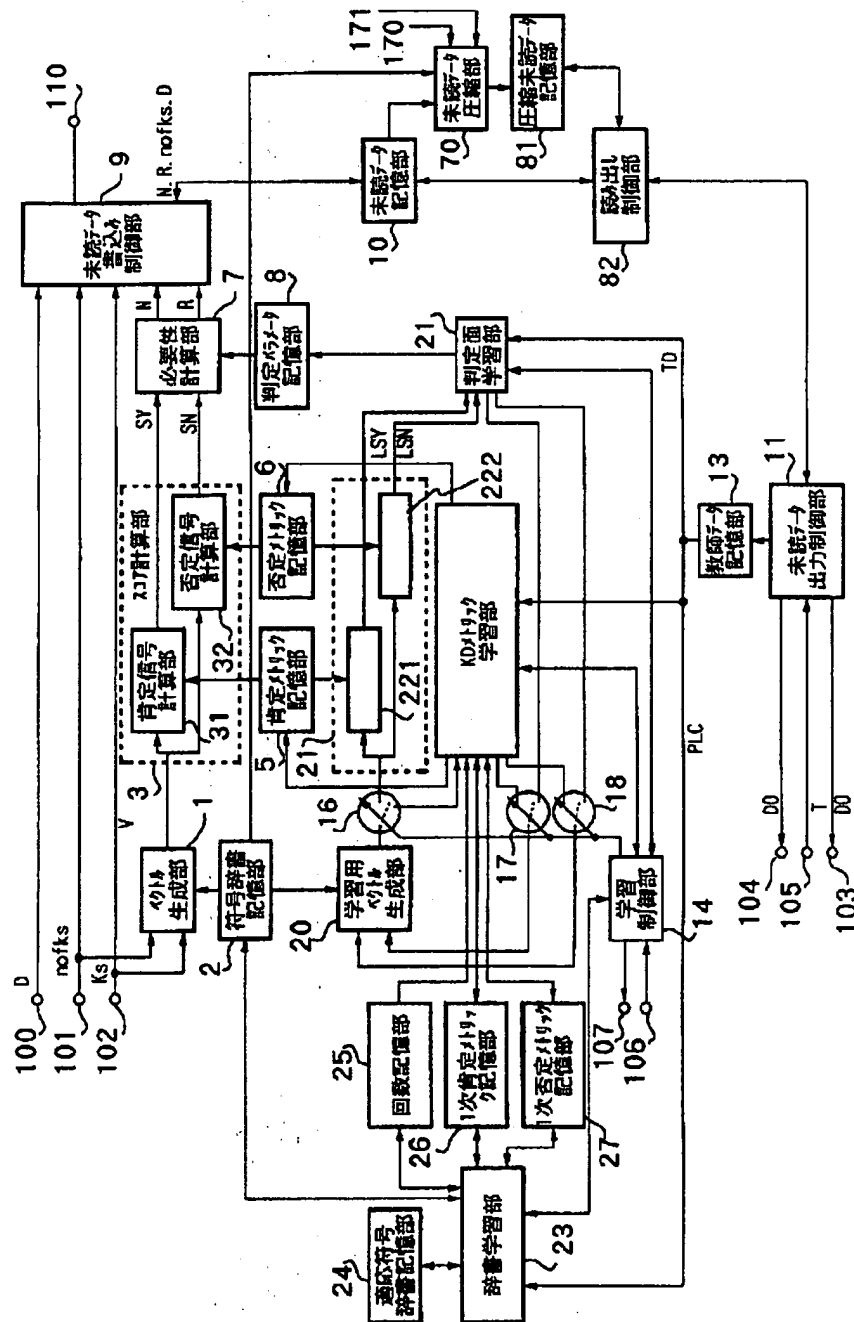 100
D
101
nofks
102
Ks
ベクトル
生成部
1
V
3
スコア計算部
肯定信号
計算部
31
否定信号
計算部
32
SY
SN
必要性
計算部
7
N
R
未読データ
書込み
制御部
9
110
N.R.nofks.D
符号辞書
記憶部
2
肯定メトリック
記憶部
5
否定メトリック
記憶部
6
判定パラメータ
記憶部
8
未読データ
記憶部
10
171
170
未読データ
圧縮部
70
圧縮未読データ
記憶部
81
読み出し
制御部
82
学習用
ベクトル
生成部
20
16
21
221
222
LSY
LSN
判定面
学習部
21
回数記憶部
25
1次肯定メトリッ
ク記憶部
26
1次否定メトリック
記憶部
27
KDメトリック
学習部
17
18
適応符号
辞書記憶部
24
辞書学習部
23
学習
制御部
14
107
106
PLC
TD
教師データ
記憶部
13
未読データ
出力制御部
11
DO
104
T
105
DO
103